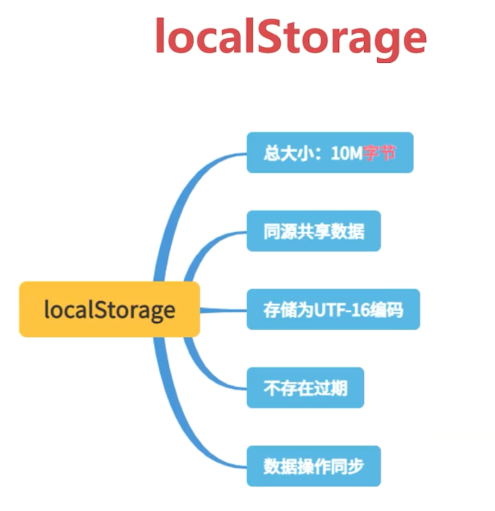 localStorage
总大小：10M字节
同源共享数据
localStorage
存储为UTF-16编码
不存在过期
数据操作同步